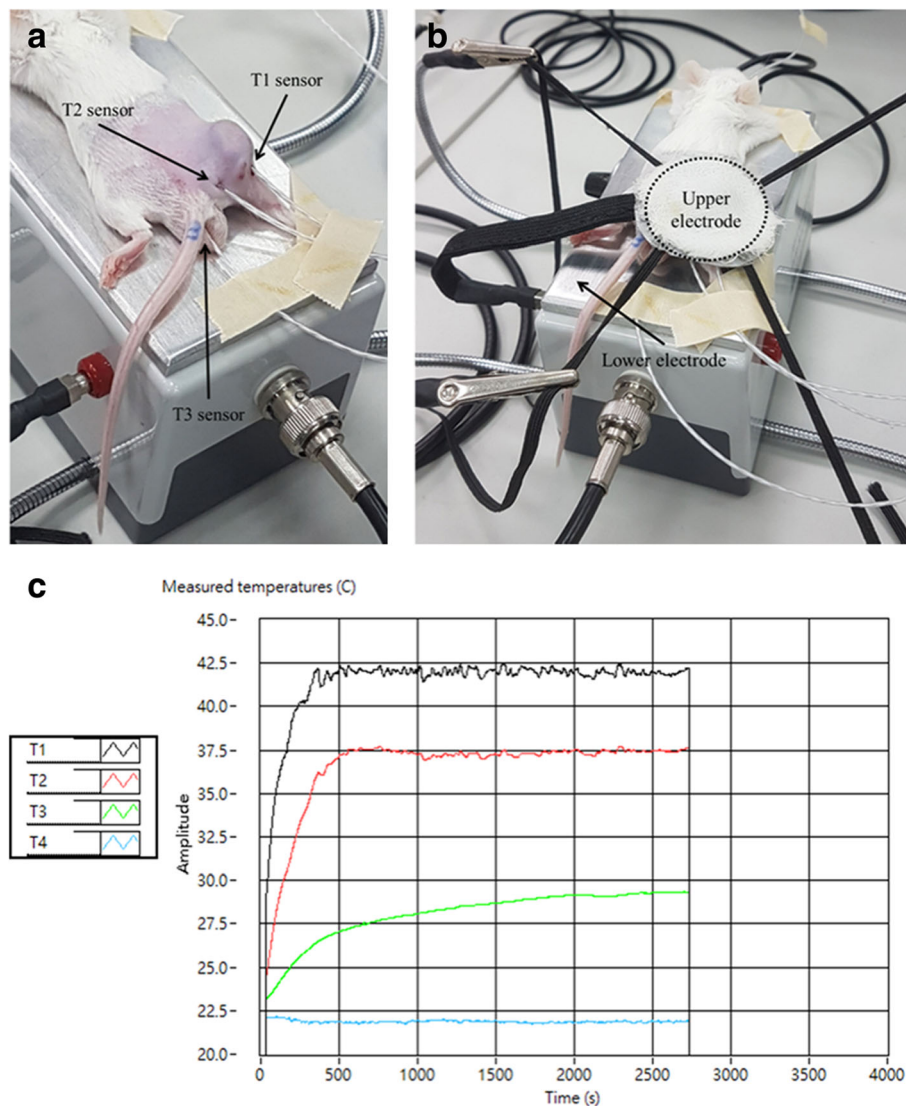 a
T1 sensor
T2 sensor
T3 sensor
b
Upper
electrode
Lower electrode
c
Measured temperatures (C)
T1
T2
T3
T4
Amplitude
45.0
42.5
40.0
37.5
35.0
32.5
30.0
27.5
25.0
22.5
20.0
0 500 1000 1500 2000 2500 3000 3500 4000
Time (s)